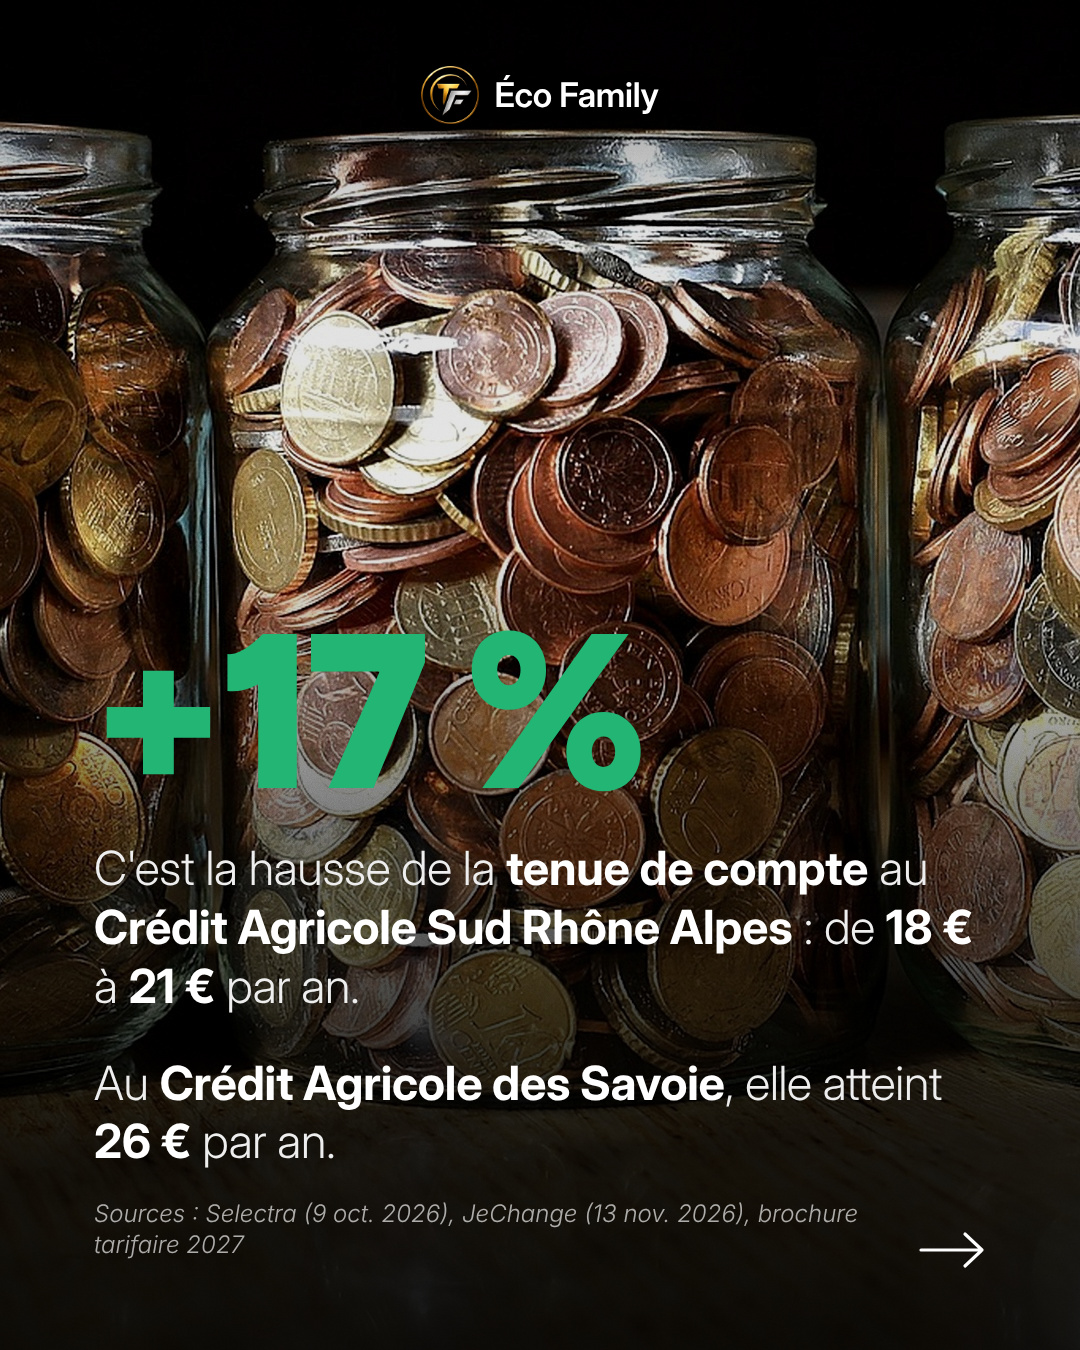 TF Éco Family
+17 %
C'est la hausse de la tenue de compte au
Crédit Agricole Sud Rhône Alpes : de 18 €
à 21 € par an.
Au Crédit Agricole des Savoie, elle atteint
26 € par an.
Sources : Selectra (9 oct. 2026), JeChange (13 nov. 2026), brochure
tarifaire 2027